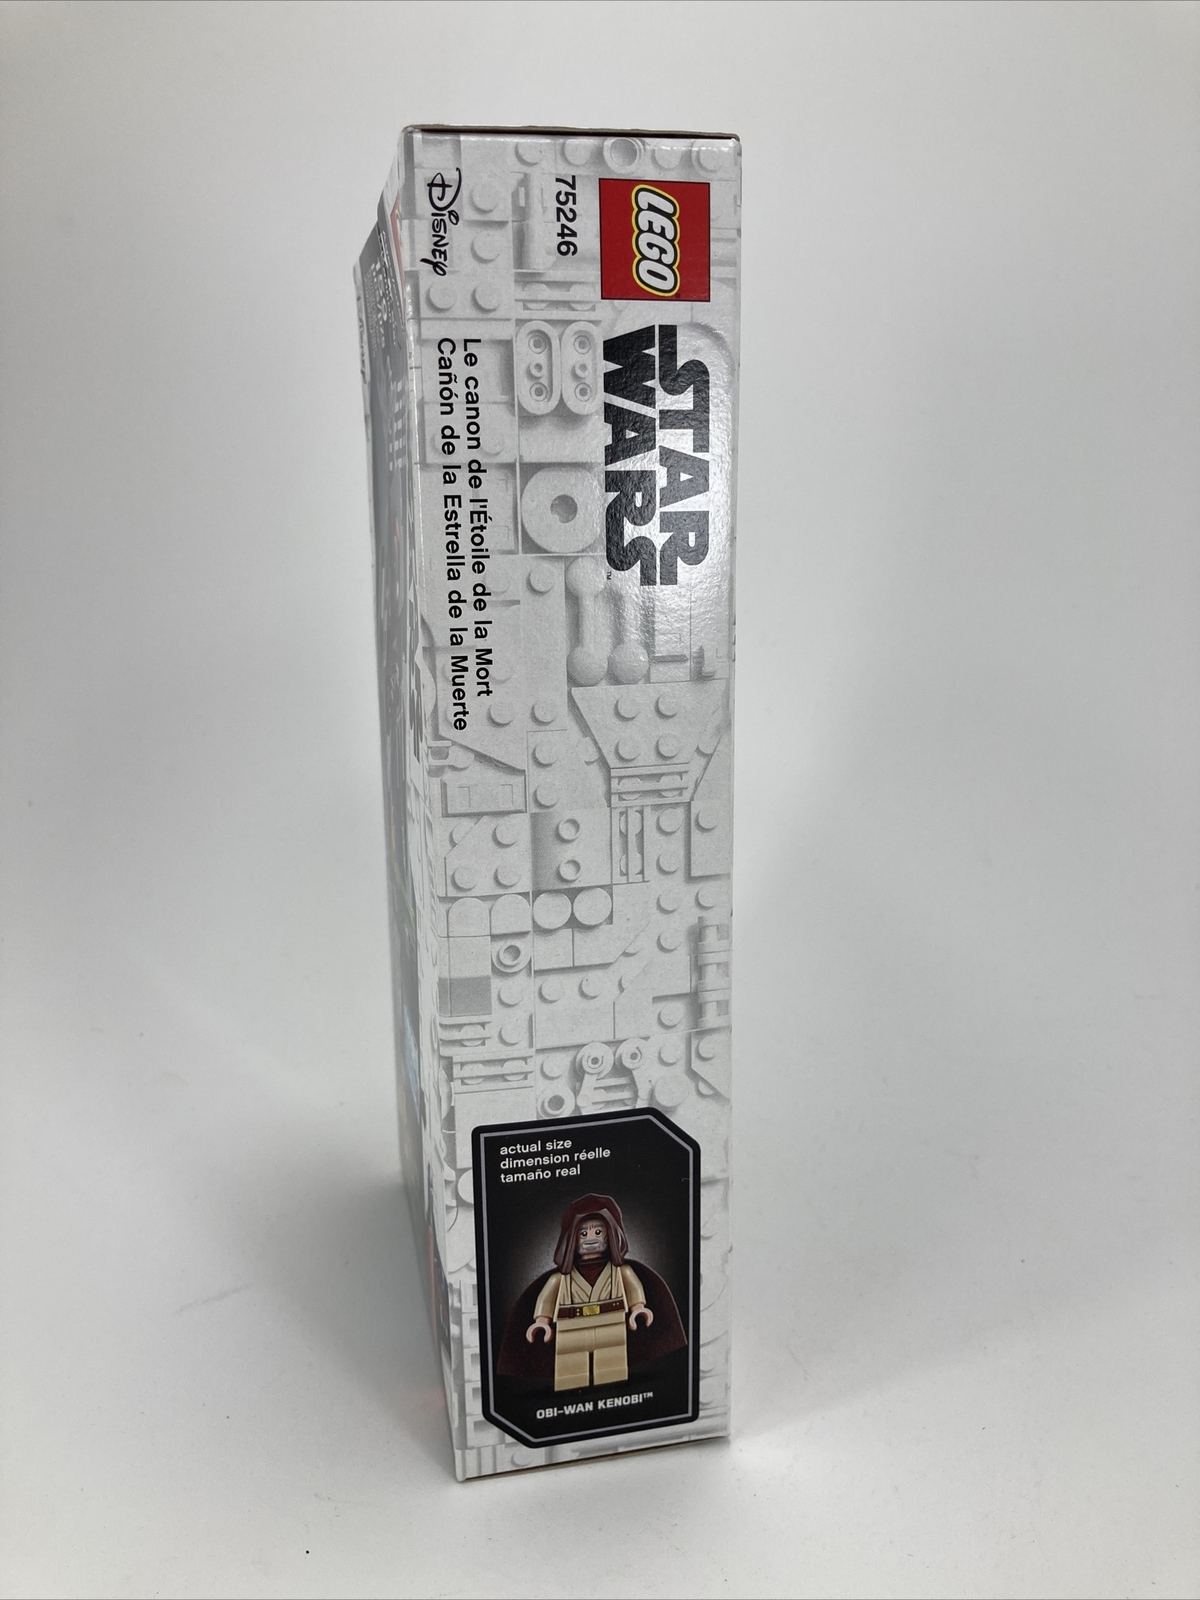 LEGO
STAR
WARS™
75246
Disney
Le canon de l'Étoile de la Mort
Cañón de la Estrella de la Muerte
actual size
dimension réelle
tamaño real
OBI-WAN KENOBI™